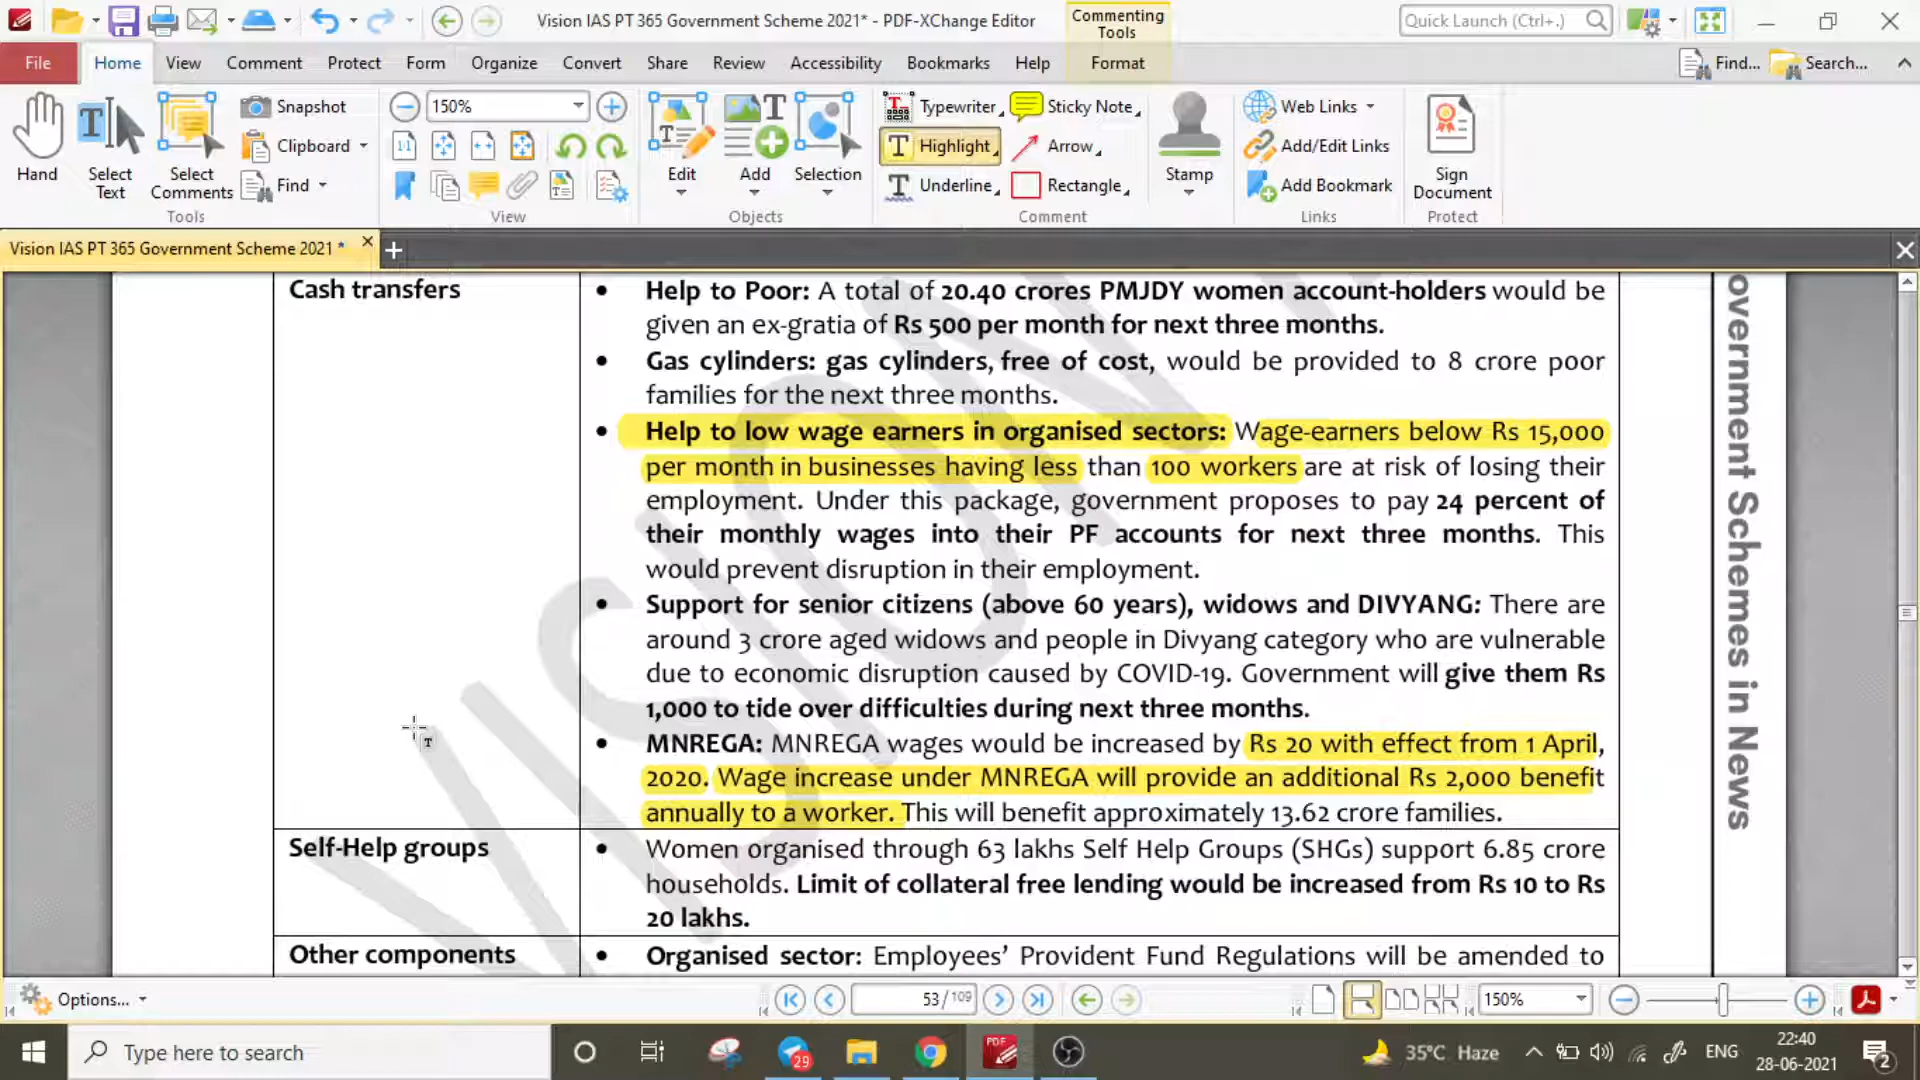 Vision IAS PT 365 Government Scheme 2021* - PDF-XChange Editor
Commenting Tools
Quick Launch (Ctrl+.)
File Home View Comment Protect Form Organize Convert Share Review Accessibility Bookmarks Help Format Find... Search...
Hand
Select Text
Select Comments
Snapshot
Clipboard
Find
Tools
150%
View
Edit
Add
Selection
Objects
Typewriter
Highlight
Underline
Sticky Note
Arrow
Rectangle
Stamp
Comment
Web Links
Add/Edit Links
Add Bookmark
Links
Sign Document
Protect
Vision IAS PT 365 Government Scheme 2021 *
Cash transfers
• Help to Poor: A total of 20.40 crores PMJDY women account-holders would be
given an ex-gratia of Rs 500 per month for next three months.
• Gas cylinders: gas cylinders, free of cost, would be provided to 8 crore poor
families for the next three months.
• Help to low wage earners in organised sectors: Wage-earners below Rs 15,000
per month in businesses having less than 100 workers are at risk of losing their
employment. Under this package, government proposes to pay 24 percent of
their monthly wages into their PF accounts for next three months. This
would prevent disruption in their employment.
• Support for senior citizens (above 60 years), widows and DIVYANG: There are
around 3 crore aged widows and people in Divyang category who are vulnerable
due to economic disruption caused by COVID-19. Government will give them Rs
1,000 to tide over difficulties during next three months.
• MNREGA: MNREGA wages would be increased by Rs 20 with effect from 1 April,
2020. Wage increase under MNREGA will provide an additional Rs 2,000 benefit
annually to a worker. This will benefit approximately 13.62 crore families.
Self-Help groups
• Women organised through 63 lakhs Self Help Groups (SHGs) support 6.85 crore
households. Limit of collateral free lending would be increased from Rs 10 to Rs
20 lakhs.
Other components
• Organised sector: Employees' Provident Fund Regulations will be amended to
overnment Schemes in News
VISION
Options...
53 / 109
150%
Type here to search
29
PDF
35°C Haze
ENG
22:40
28-06-2021
2